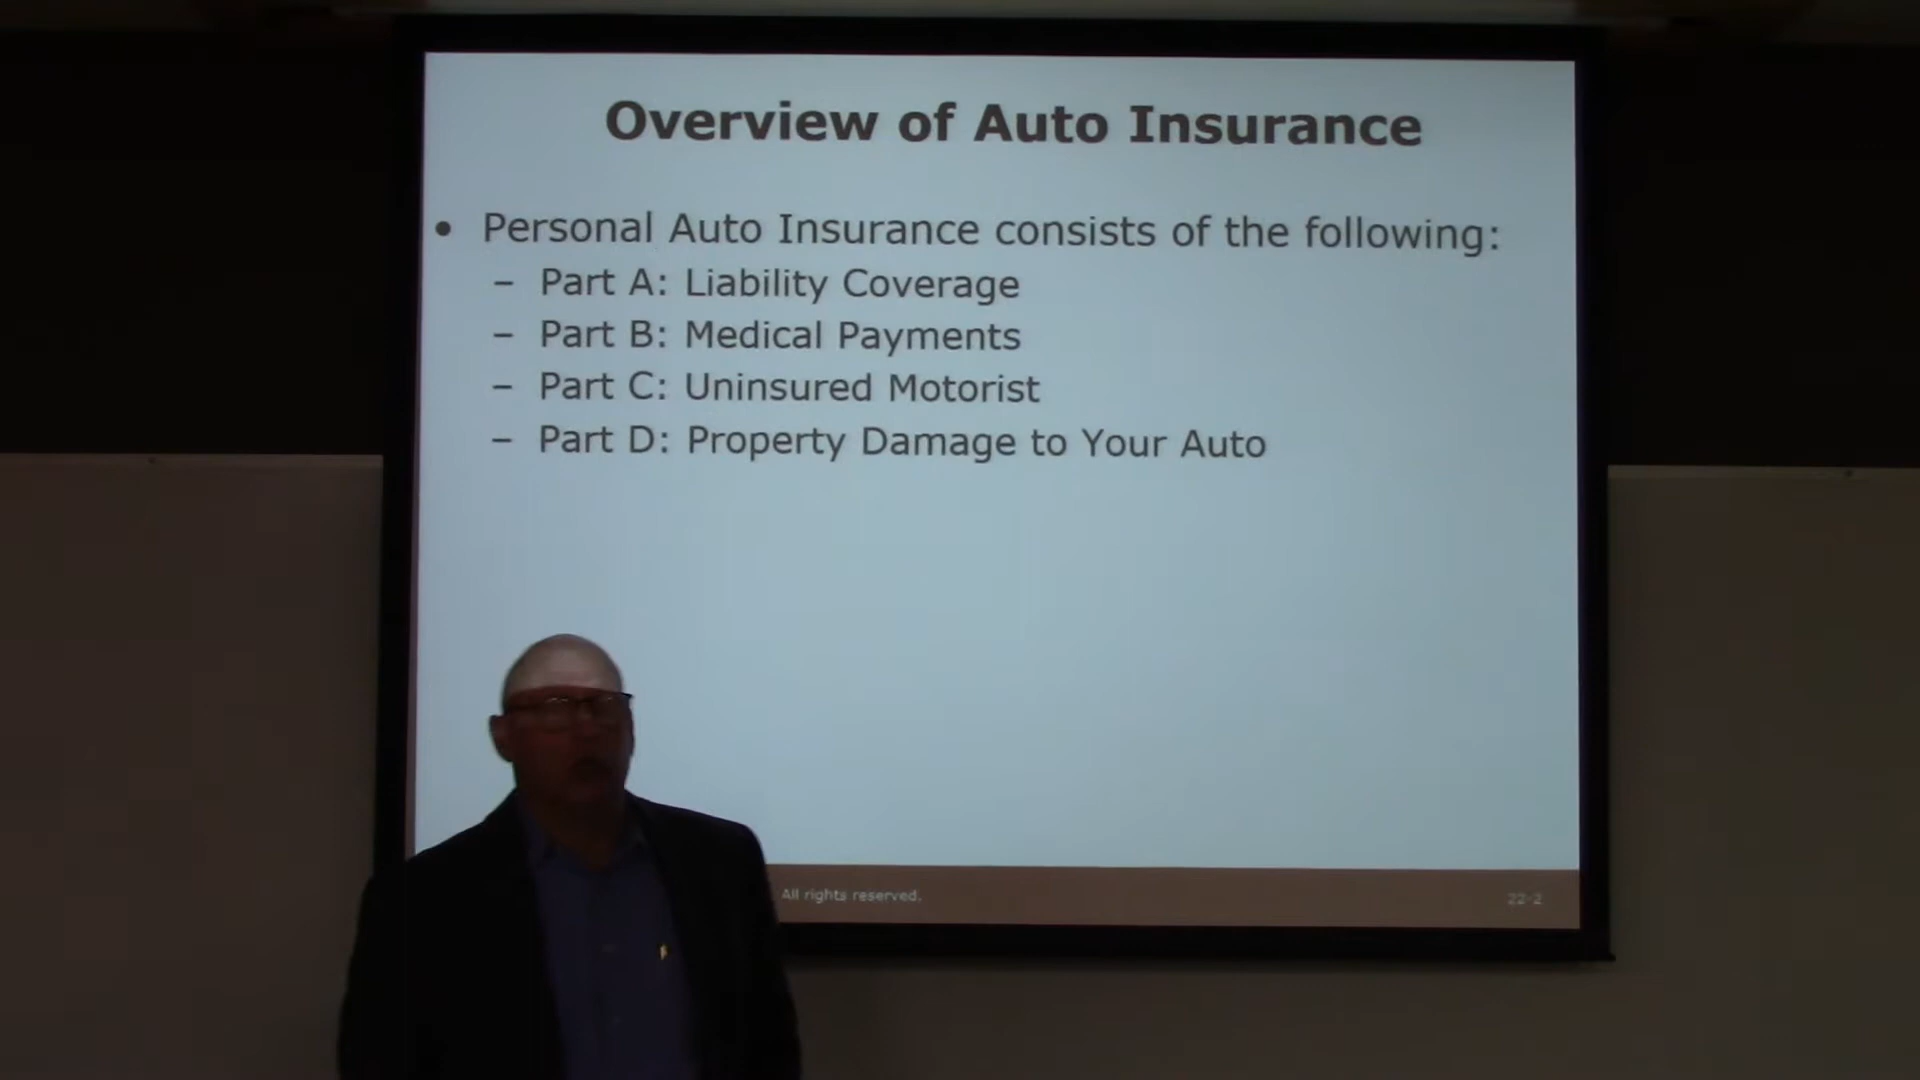 Overview of Auto Insurance
• Personal Auto Insurance consists of the following:
– Part A: Liability Coverage
– Part B: Medical Payments
– Part C: Uninsured Motorist
– Part D: Property Damage to Your Auto
All rights reserved.
22-2